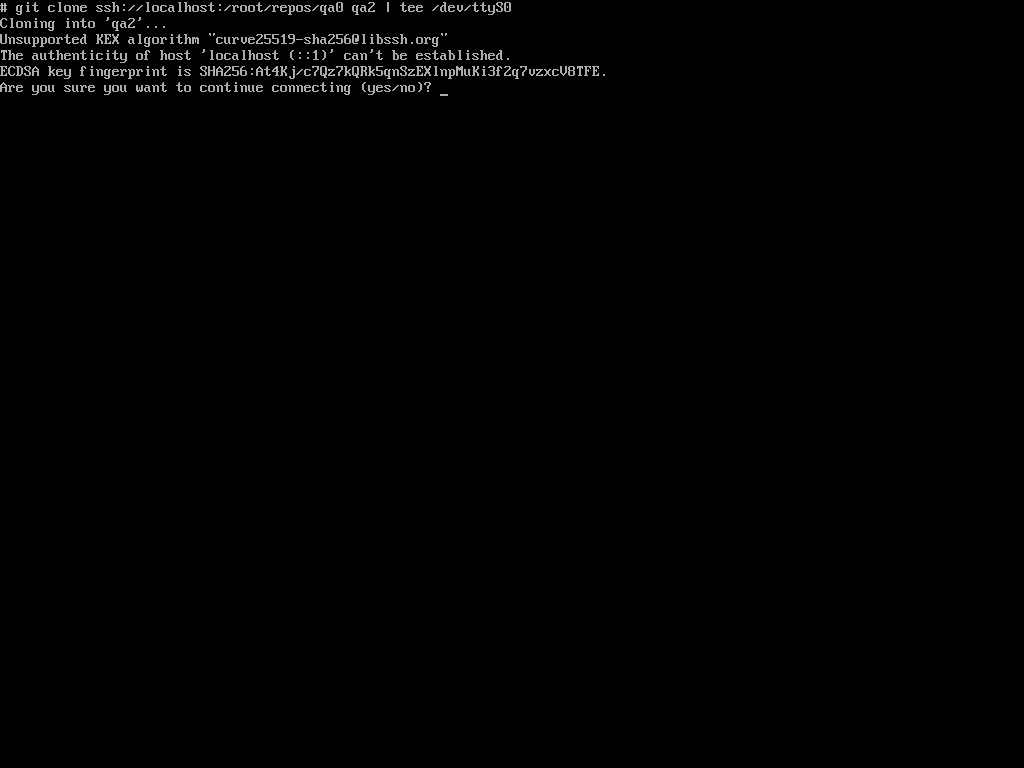 # git clone ssh://localhost:/root/repos/qa0 qa2 | tee /dev/ttyS0
Cloning into 'qa2'...
Unsupported KEX algorithm "curve25519-sha256@libssh.org"
The authenticity of host 'localhost (::1)' can't be established.
ECDSA key fingerprint is SHA256:At4Kj/c7Qz7kQRk5qnSzEXlnpMuKi3f2q7vzxcV8TFE.
Are you sure you want to continue connecting (yes/no)? _